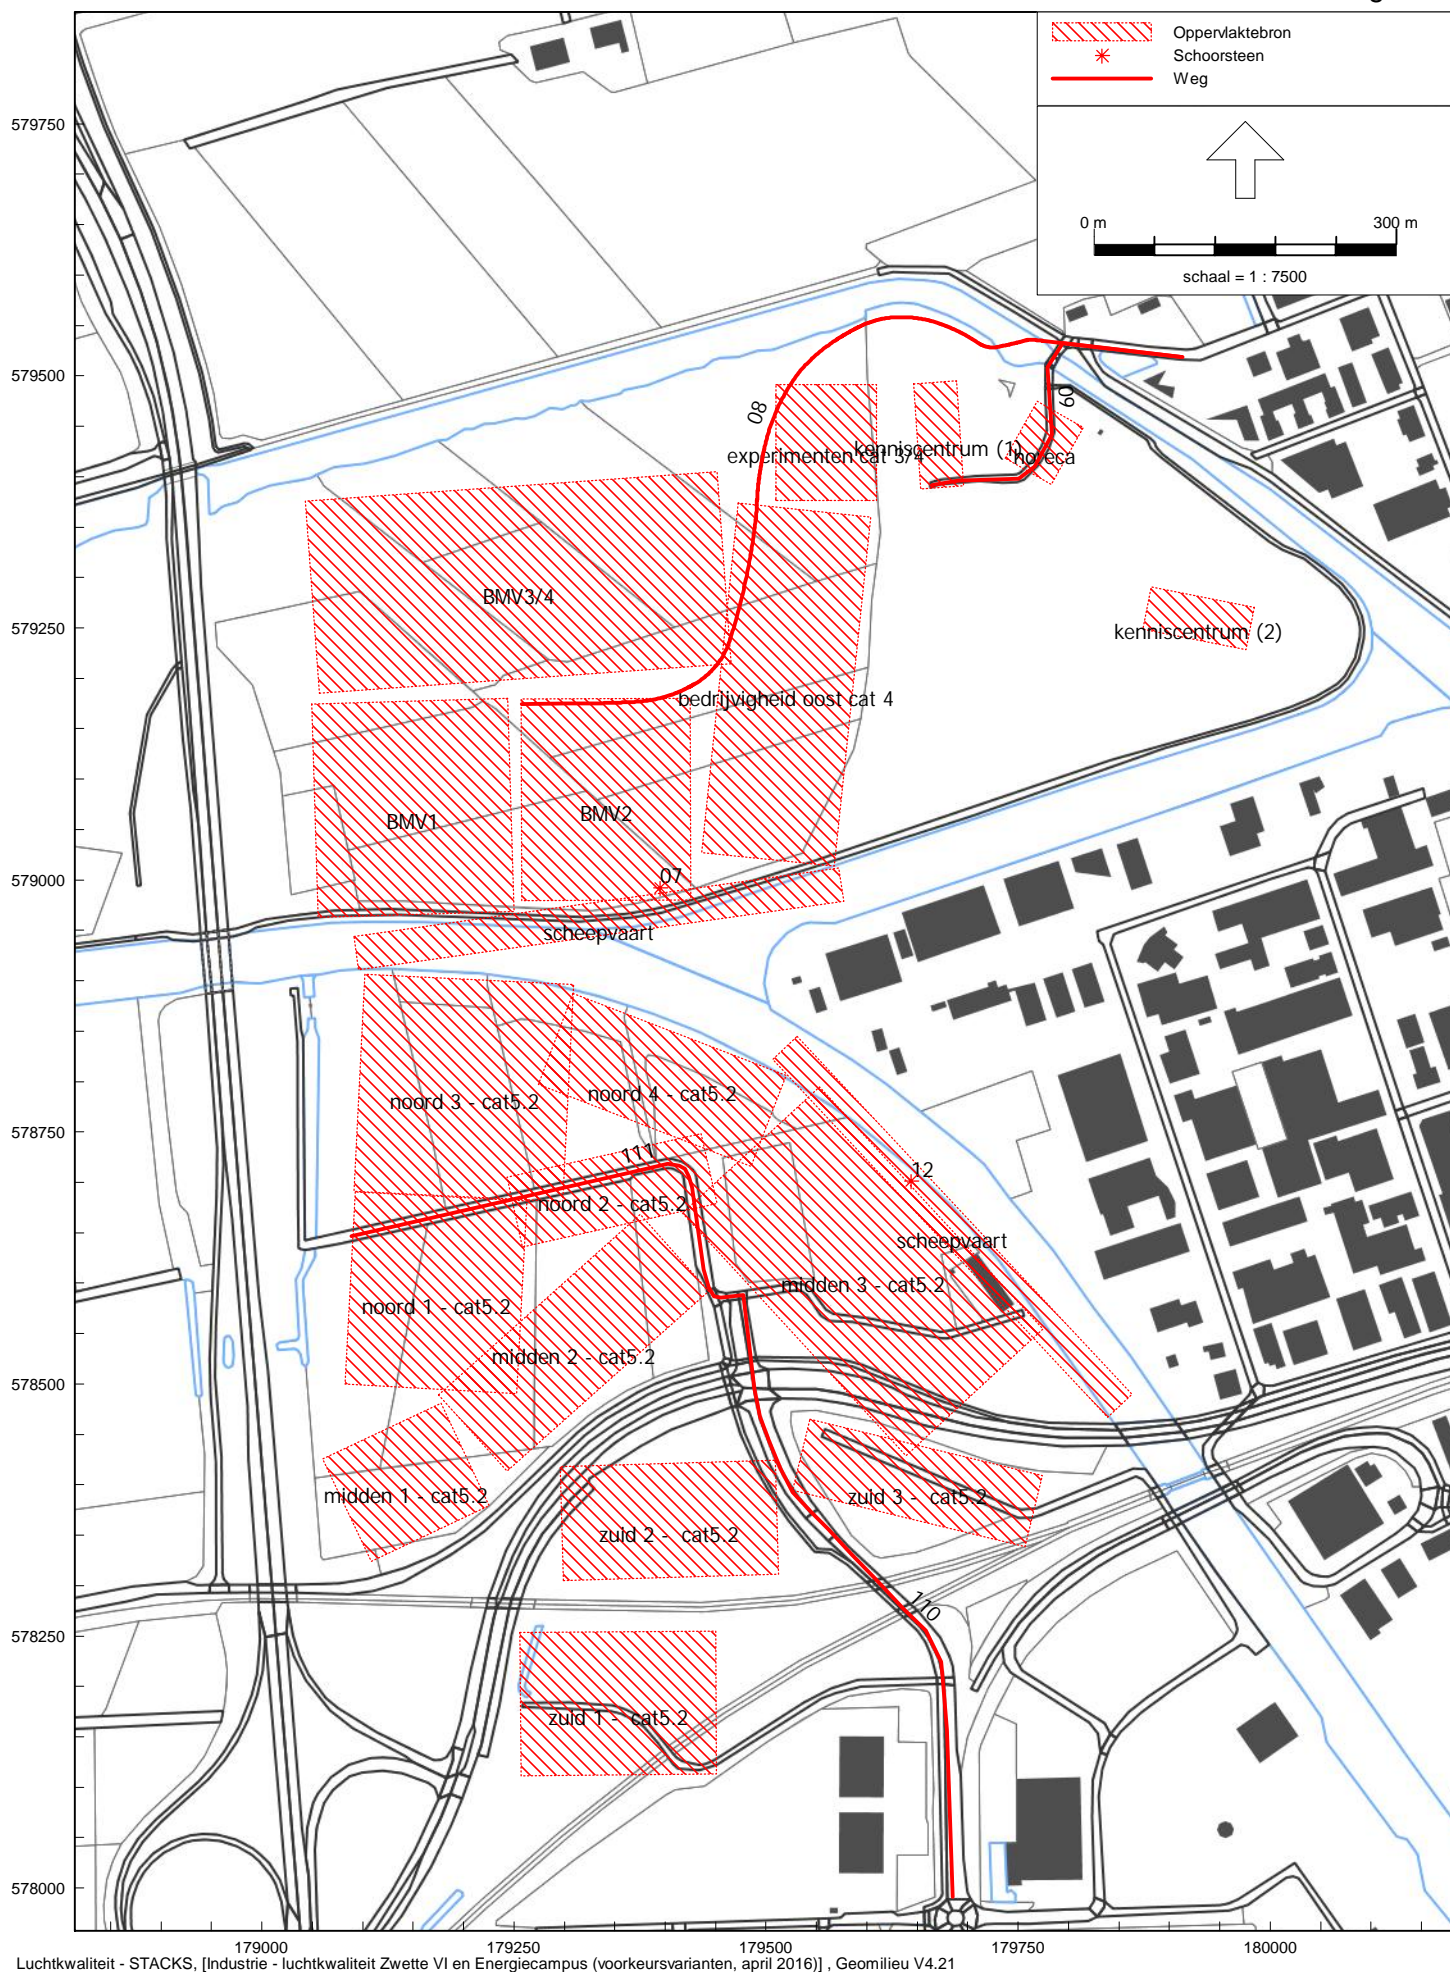 Oppervlaktebron
Schoorsteen
Weg
0 m
300 m
schaal = 1 : 7500
579750
579500
579250
579000
578750
578500
578250
578000
08
09
kenniscentrum (1)
experimenten cat 3/4
horeca
BMV3/4
kenniscentrum (2)
bedrijvigheid oost cat 4
BMV1
BMV2
07
scheepvaart
noord 3 - cat5.2
noord 4 - cat5.2
111
12
noord 2 - cat5.2
scheepvaart
midden 3 - cat5.2
noord 1 - cat5.2
midden 2 - cat5.2
midden 1 - cat5.2
zuid 3 - cat5.2
zuid 2 - cat5.2
110
zuid 1 - cat5.2
179000
179250
179500
179750
180000
Luchtkwaliteit - STACKS, [Industrie - luchtkwaliteit Zwette VI en Energiecampus (voorkeursvarianten, april 2016)] , Geomilieu V4.21